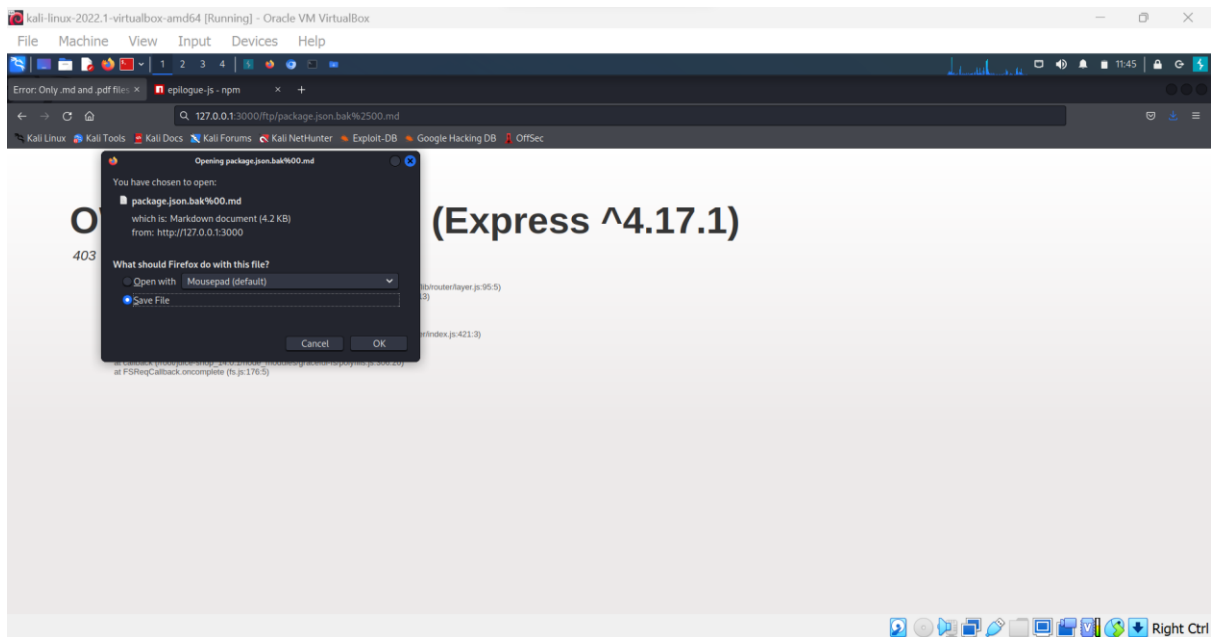 kali-linux-2022.1-virtualbox-amd64 [Running] - Oracle VM VirtualBox
File Machine View Input Devices Help
1 2 3 4 11:45
Error: Only .md and .pdf files × epilogue-js - npm × +
127.0.0.1:3000/ftp/package.json.bak%2500.md
Kali Linux Kali Tools Kali Docs Kali Forums Kali NetHunter Exploit-DB Google Hacking DB OffSec
Opening package.json.bak%00.md
You have chosen to open:
package.json.bak%00.md
which is: Markdown document (4.2 KB)
from: http://127.0.0.1:3000
(Express ^4.17.1)
403
What should Firefox do with this file?
Open with Mousepad (default)
Save File
lib/router/layer.js:95:5)
er/index.js:421:3)
Cancel OK
at FSReqCallback.oncomplete (fs.js:176:5)
Right Ctrl